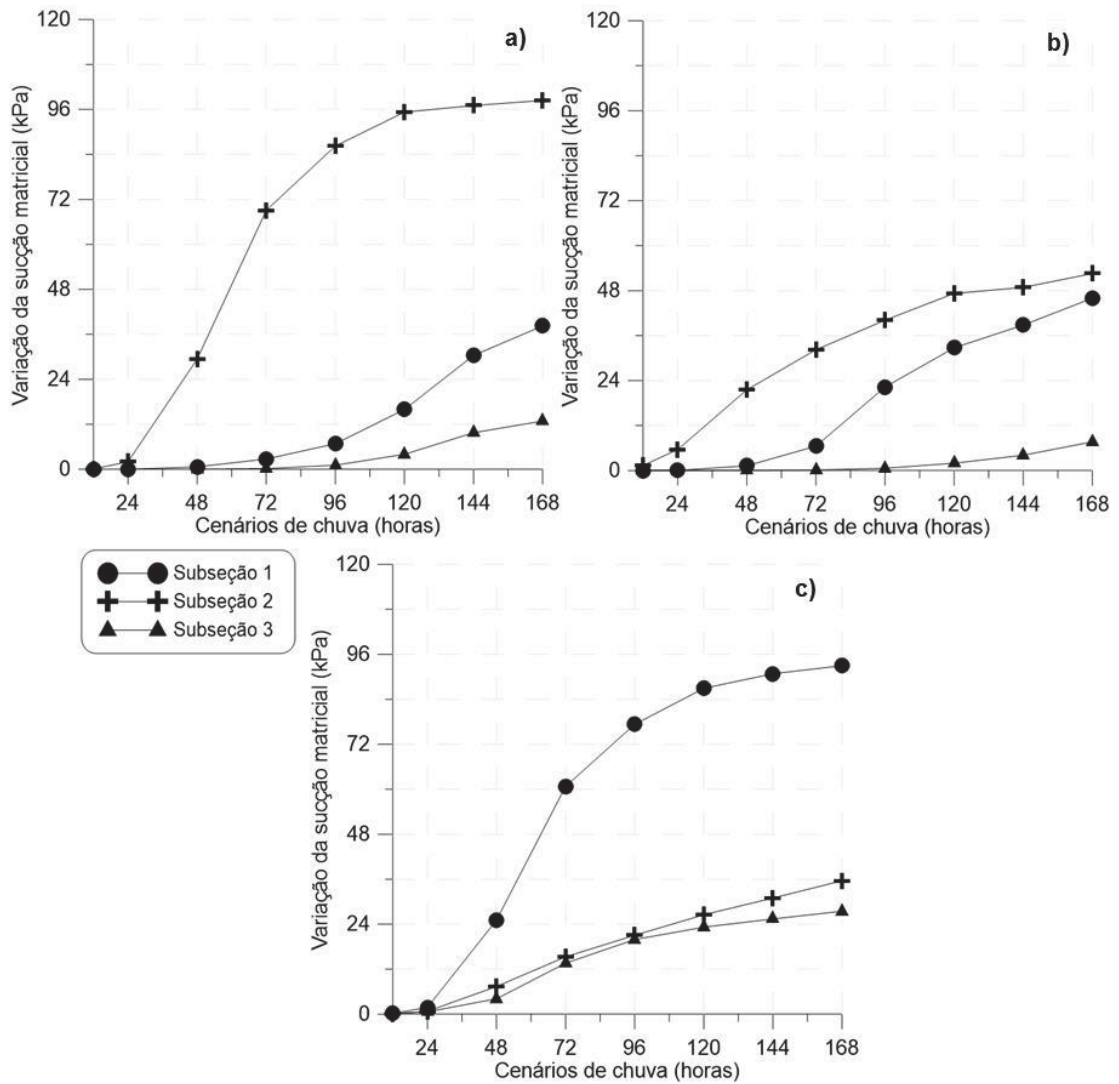 a)
Variação da sucção matricial (kPa)
120
96
72
48
24
0
24 48 72 96 120 144 168
Cenários de chuva (horas)
b)
Variação da sucção matricial (kPa)
120
96
72
48
24
0
24 48 72 96 120 144 168
Cenários de chuva (horas)
Subseção 1
Subseção 2
Subseção 3
c)
Variação da sucção matricial (kPa)
120
96
72
48
24
0
24 48 72 96 120 144 168
Cenários de chuva (horas)